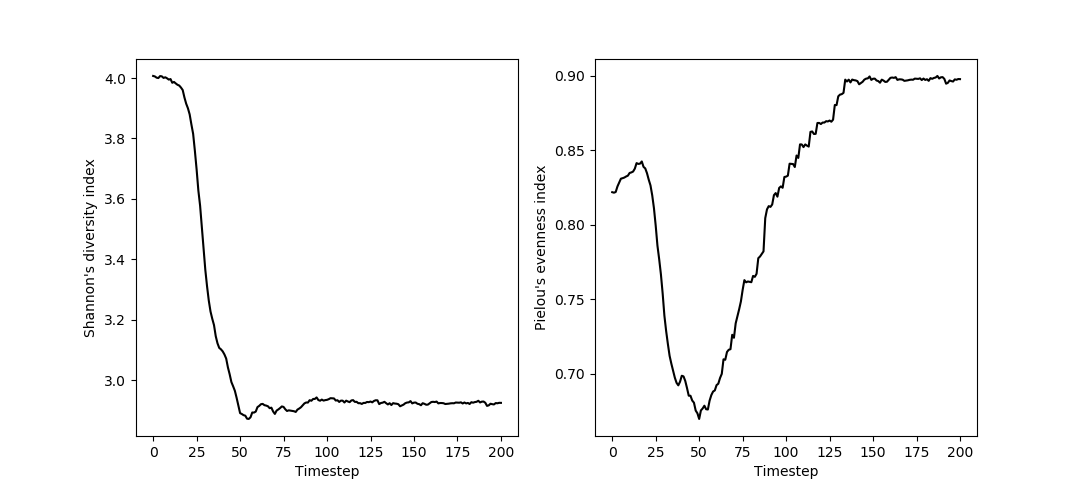 4.0
3.8
3.6
3.4
3.2
3.0
Shannon's diversity index
0 25 50 75 100 125 150 175 200
Timestep
0.90
0.85
0.80
0.75
0.70
Pielou's evenness index
0 25 50 75 100 125 150 175 200
Timestep